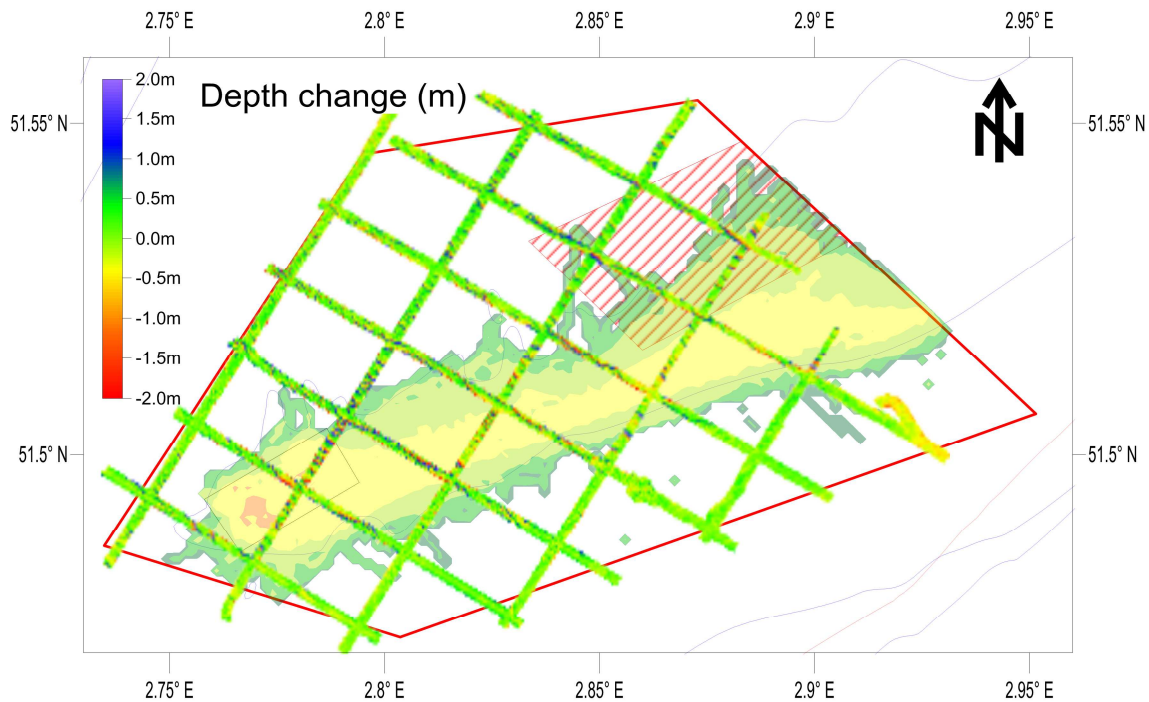 2.75° E 2.8° E 2.85° E 2.9° E 2.95° E
Depth change (m)
2.0m
1.5m
1.0m
0.5m
0.0m
-0.5m
-1.0m
-1.5m
-2.0m
N
51.55° N 51.55° N
51.5° N 51.5° N
2.75° E 2.8° E 2.85° E 2.9° E 2.95° E